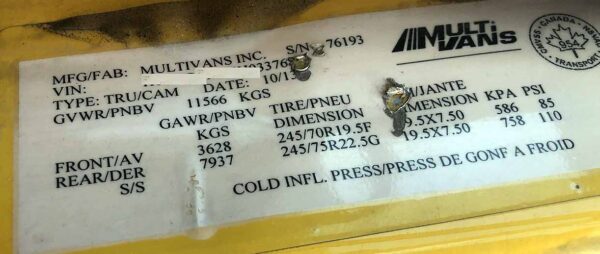 MFG/FAB: MULTIVANS INC. S/N 76193
VIN: 93376
TYPE: TRU/CAM DATE: 10/13
GVWR/PNBV 11566 KGS
GAWR/PNBV TIRE/PNEU JANTE
KGS DIMENSION DIMENSION KPA PSI
FRONT/AV 3628 245/70R19.5F 19.5X7.50 586 85
REAR/DER 7937 245/75R22.5G 19.5X7.50 758 110
S/S
COLD INFL. PRESS/PRESS DE GONF A FROID
MULTI
VANS
CANADA
TRANSPORT